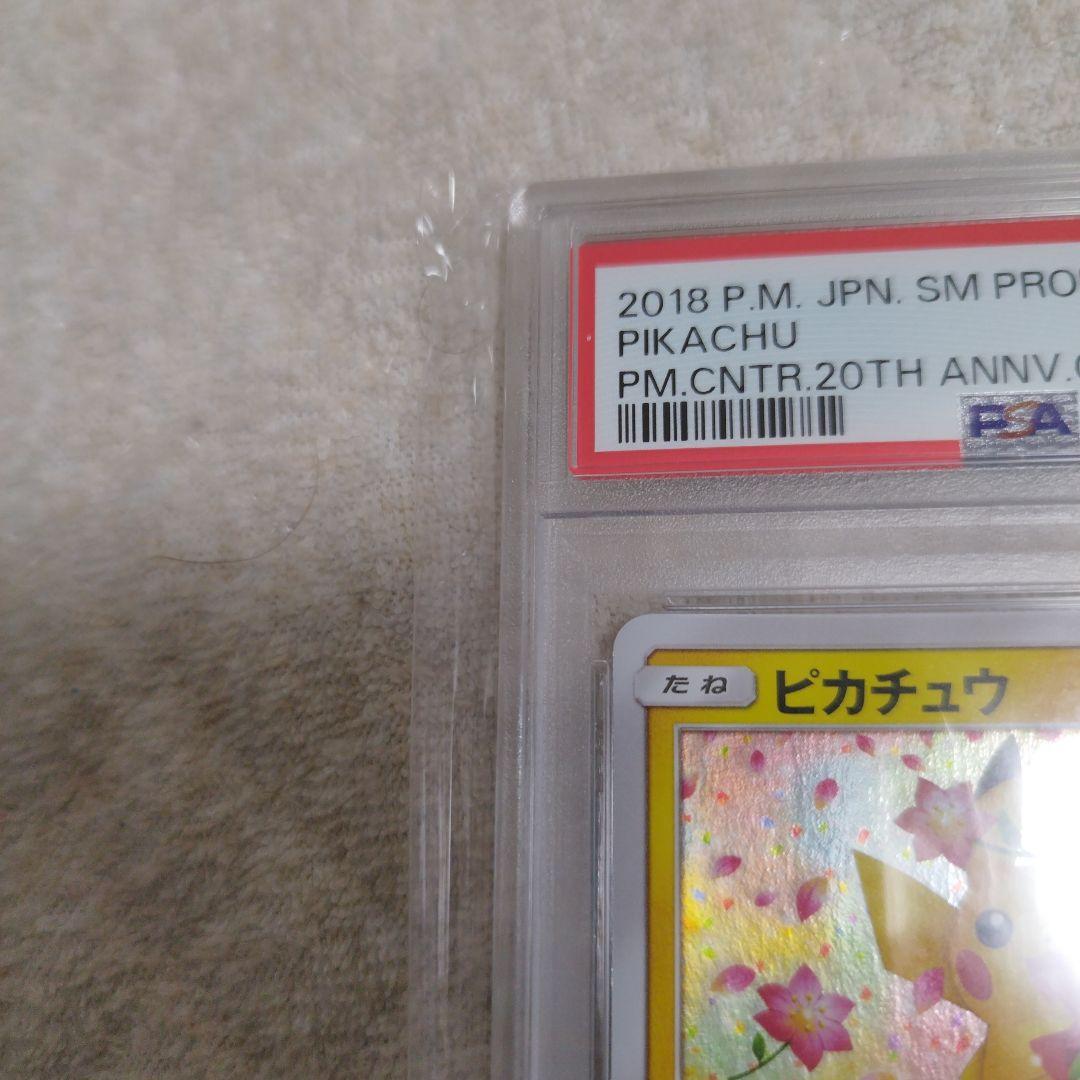 2018 P.M. JPN. SM PRO
PIKACHU
PM.CNTR.20TH ANNV.
PSA
たね
ピカチュウ